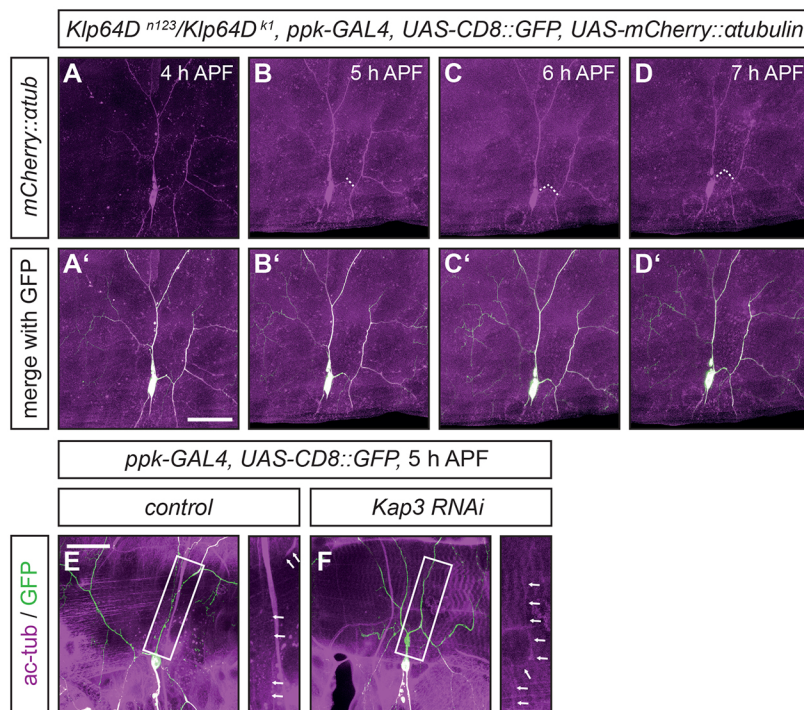 Klp64D n123/Klp64D k1, ppk-GAL4, UAS-CD8::GFP, UAS-mCherry::αtubulin
mCherry::αtub
A 4 h APF
B 5 h APF
C 6 h APF
D 7 h APF
merge with GFP
A'
B'
C'
D'
ppk-GAL4, UAS-CD8::GFP, 5 h APF
control
Kap3 RNAi
ac-tub / GFP
E
F